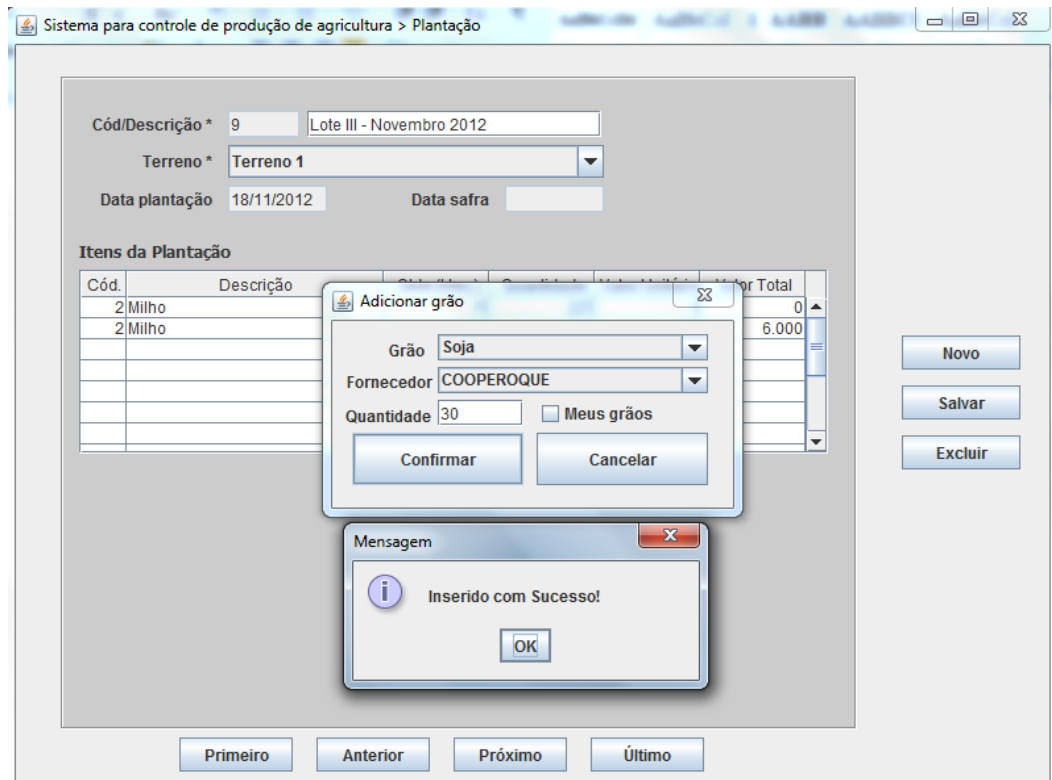 Sistema para controle de produção de agricultura > Plantação
Cód/Descrição * 9 Lote III - Novembro 2012
Terreno * Terreno 1
Data plantação 18/11/2012 Data safra
Itens da Plantação
Cód. Descrição Valor Total
2 Milho 0
2 Milho 6.000
Adicionar grão
Grão Soja
Fornecedor COOPEROQUE
Quantidade 30 Meus grãos
Confirmar Cancelar
Mensagem
Inserido com Sucesso!
OK
Novo
Salvar
Excluir
Primeiro Anterior Próximo Último